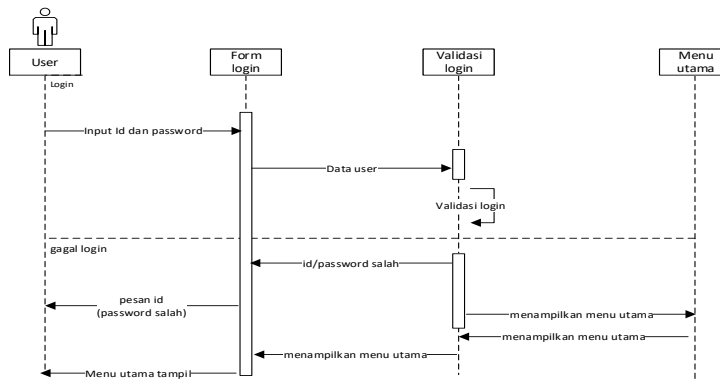 User
Form
login
Validasi
login
Menu
utama
Login
Input Id dan password
Data user
Validasi login
gagal login
id/password salah
pesan id
(password salah)
menampilkan menu utama
menampilkan menu utama
menampilkan menu utama
Menu utama tampil